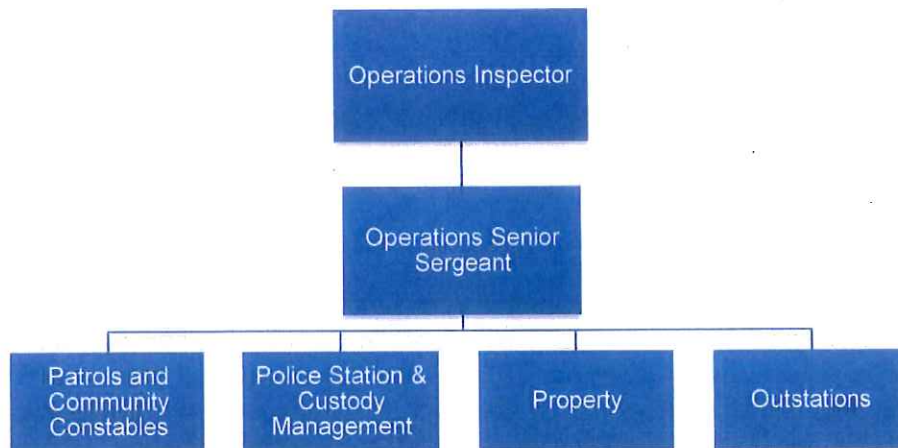 Operations Inspector
Operations Senior
Sergeant
Patrols and
Community
Constables
Police Station &
Custody
Management
Property
Outstations